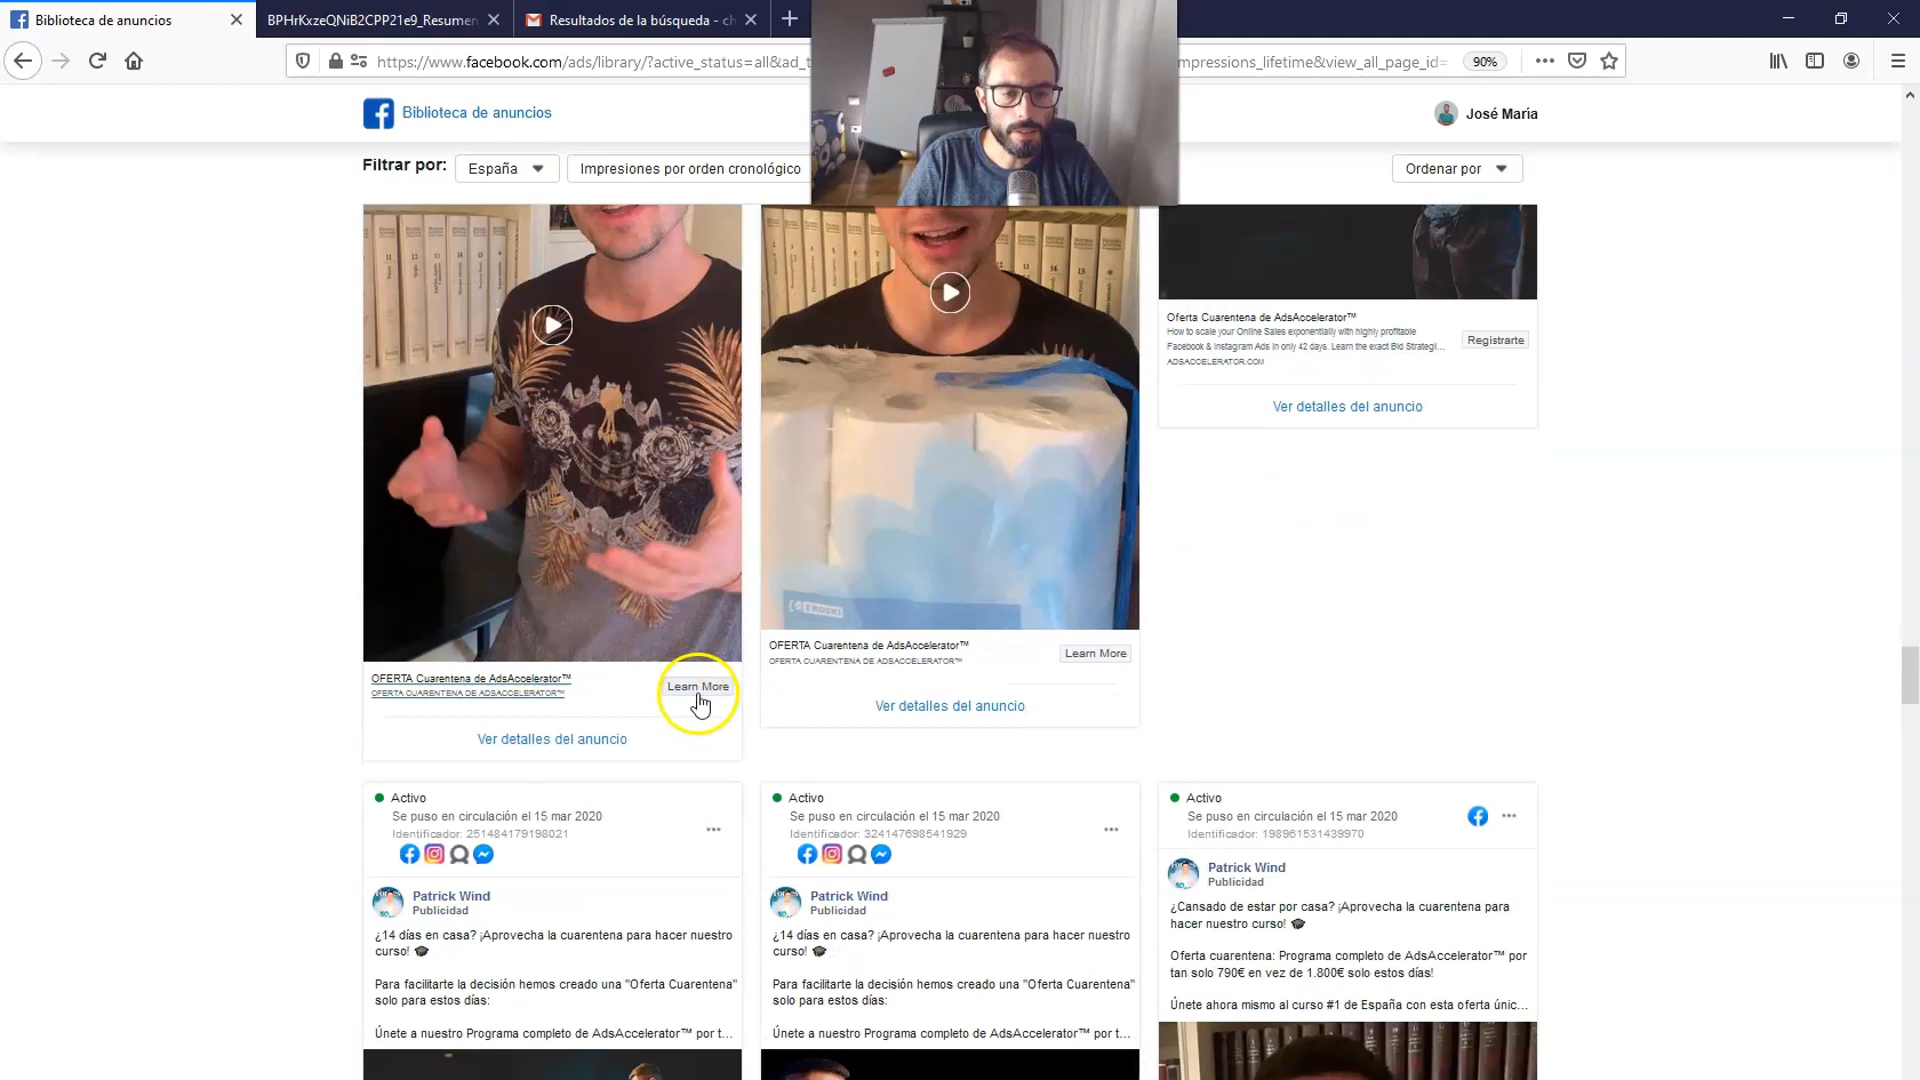 Biblioteca de anuncios
BPHrKxzeQNiB2CPP21e9_Resumen
Resultados de la búsqueda - ch
https://www.facebook.com/ads/library/?active_status=all&ad_t
mpressions_lifetime&view_all_page_id=
90%
Biblioteca de anuncios
José María
Filtrar por:
España
Impresiones por orden cronológico
Ordenar por
Oferta Cuarentena de AdsAccelerator™
How to scale your Online Sales exponentially with highly profitable
Facebook & Instagram Ads in only 42 days. Learn the exact Bid Strategi...
ADSACCELERATOR.COM
Registrarte
Ver detalles del anuncio
EROSKI
OFERTA Cuarentena de AdsAccelerator™
OFERTA CUARENTENA DE ADSACCELERATOR™
Learn More
Ver detalles del anuncio
OFERTA Cuarentena de AdsAccelerator™
OFERTA CUARENTENA DE ADSACCELERATOR™
Learn More
Ver detalles del anuncio
Activo
Se puso en circulación el 15 mar 2020
Identificador: 251484179198021
Patrick Wind
Publicidad
¿14 días en casa? ¡Aprovecha la cuarentena para hacer nuestro
curso!
Para facilitarte la decisión hemos creado una "Oferta Cuarentena"
solo para estos días:
Únete a nuestro Programa completo de AdsAccelerator™ por t...
Activo
Se puso en circulación el 15 mar 2020
Identificador: 324147698541929
Patrick Wind
Publicidad
¿14 días en casa? ¡Aprovecha la cuarentena para hacer nuestro
curso!
Para facilitarte la decisión hemos creado una "Oferta Cuarentena"
solo para estos días:
Únete a nuestro Programa completo de AdsAccelerator™ por t...
Activo
Se puso en circulación el 15 mar 2020
Identificador: 198961531439970
Patrick Wind
Publicidad
¿Cansado de estar por casa? ¡Aprovecha la cuarentena para
hacer nuestro curso!
Oferta cuarentena: Programa completo de AdsAccelerator™ por
tan solo 790€ en vez de 1.800€ solo estos días!
Únete ahora mismo al curso #1 de España con esta oferta únic...